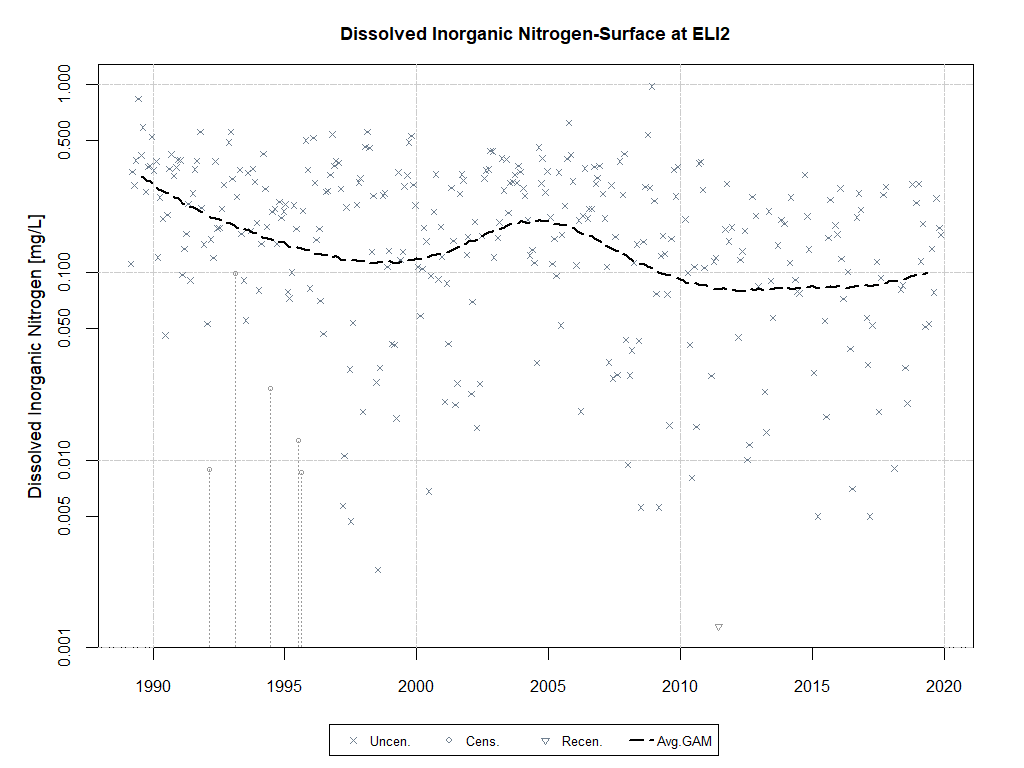 Dissolved Inorganic Nitrogen-Surface at ELI2
Dissolved Inorganic Nitrogen [mg/L]
1.000
0.500
0.100
0.050
0.010
0.005
0.001
1990 1995 2000 2005 2010 2015 2020
Uncen. Cens. Recen. Avg.GAM